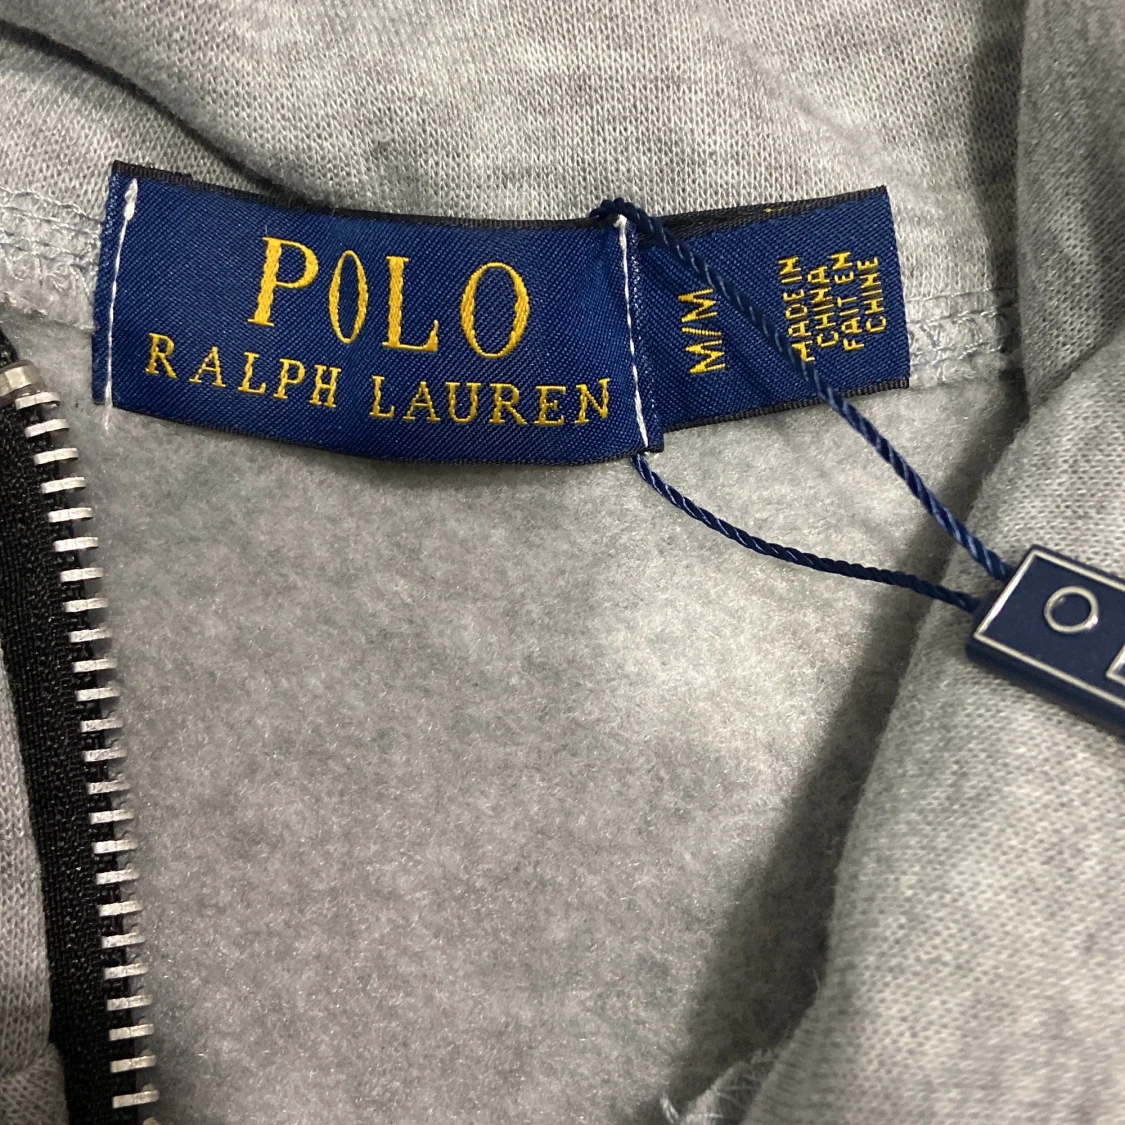 POLO
RALPH LAUREN
M/M
MADE IN
CHINA
FAIT EN
CHINE